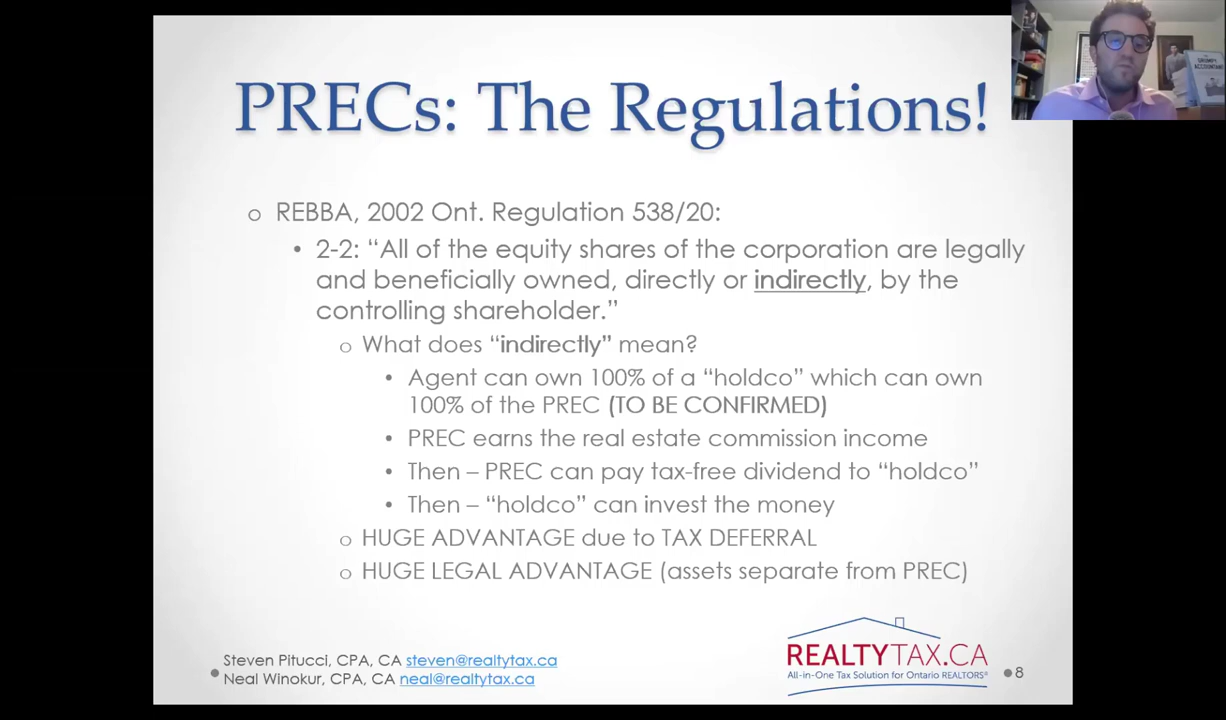 PRECs: The Regulations!
THE
GRUMPY
ACCOUNTANT
REBBA, 2002 Ont. Regulation 538/20:
2-2: “All of the equity shares of the corporation are legally
and beneficially owned, directly or indirectly, by the
controlling shareholder.”
What does “indirectly” mean?
Agent can own 100% of a “holdco” which can own
100% of the PREC (TO BE CONFIRMED)
PREC earns the real estate commission income
Then – PREC can pay tax-free dividend to “holdco”
Then – “holdco” can invest the money
HUGE ADVANTAGE due to TAX DEFERRAL
HUGE LEGAL ADVANTAGE (assets separate from PREC)
Steven Pitucci, CPA, CA steven@realtytax.ca
Neal Winokur, CPA, CA neal@realtytax.ca
REALTYTAX.CA
All-in-One Tax Solution for Ontario REALTORS®
8